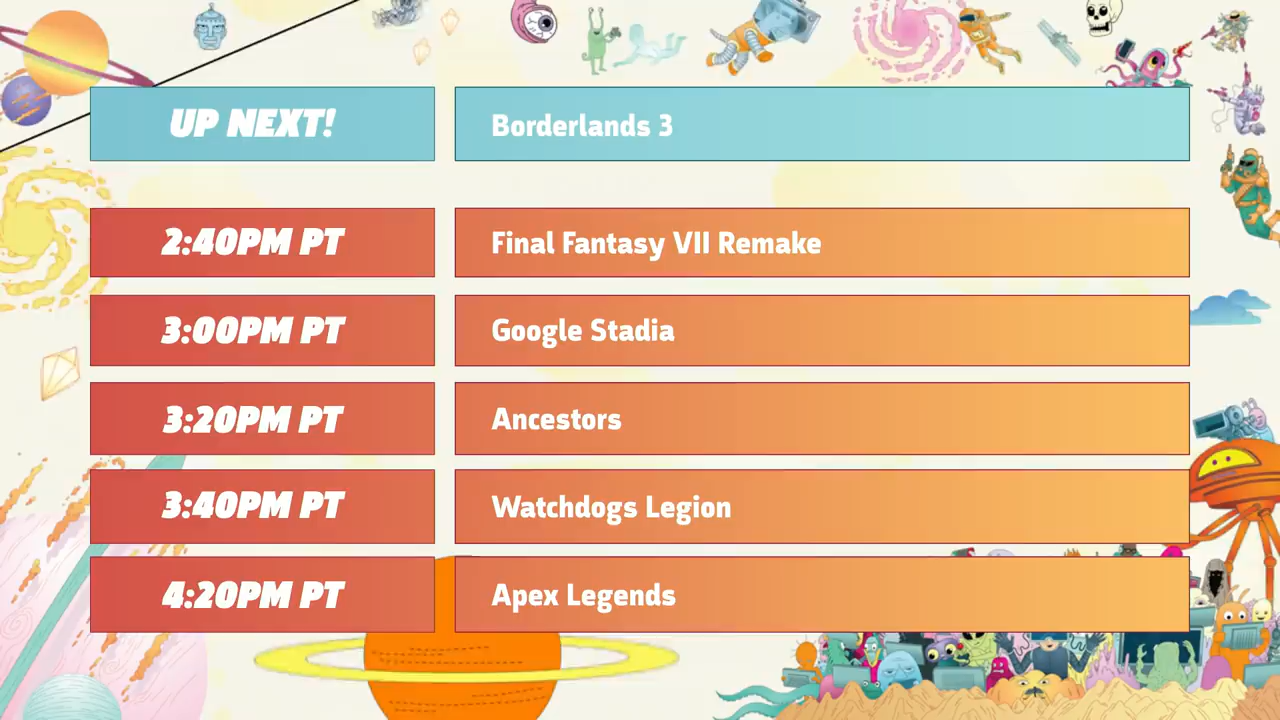 UP NEXT!
Borderlands 3
2:40PM PT
Final Fantasy VII Remake
3:00PM PT
Google Stadia
3:20PM PT
Ancestors
3:40PM PT
Watchdogs Legion
4:20PM PT
Apex Legends